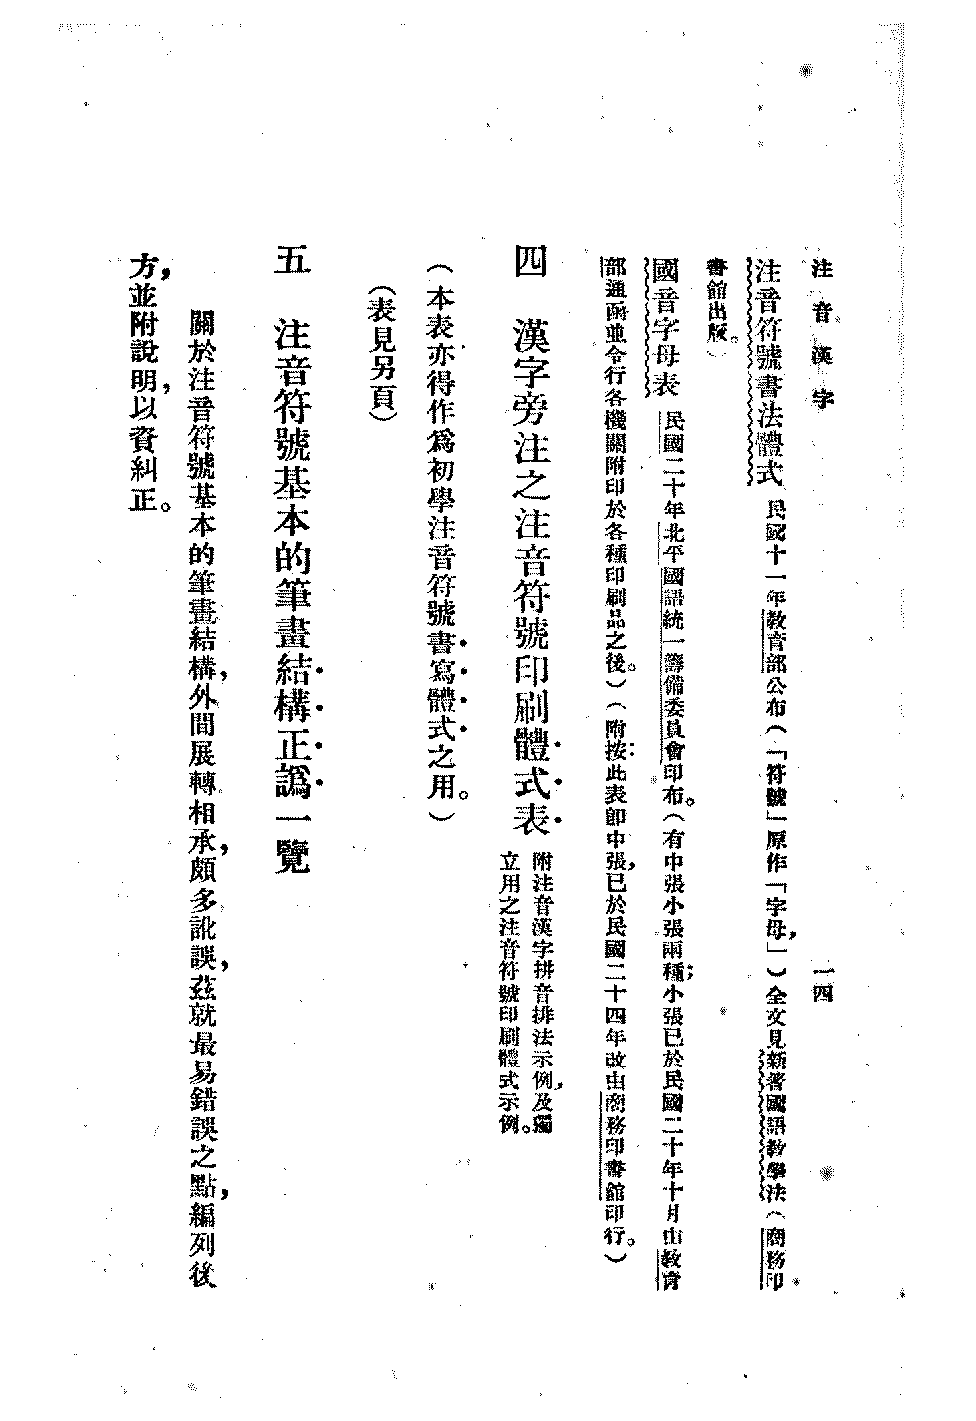 注音漢字
一四
注音符號書法體式 民國十一年教育部公布(「符號」原作「字母」,)全文見新著國語教學法(商務印
書館出版。)
國音字母表 民國二十年北平國語統一籌備委員會印布。(有中張小張兩種;小張已於民國二十年十月由教育
部通函並令行各機關附印於各種印刷品之後。)(附按:此表卽中張,已於民國二十四年改由商務印書館印行。)
四 漢字旁注之注音符號印刷體式表 附注音漢字拼音排法示例,及獨
立用之注音符號印刷體式示例。
(本表亦得作爲初學注音符號書寫體式之用。)
(表見另頁)
五 注音符號基本的筆畫結構正譌一覽
關於注音符號基本的筆畫結構,外間展轉相承,頗多訛誤,茲就最易錯誤之點,編列後
方,並附說明,以資糾正。